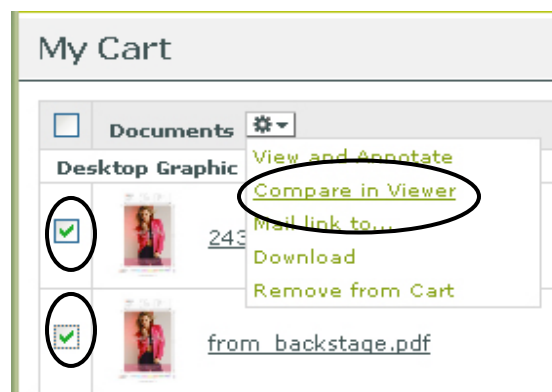 My Cart
Documents
Desktop Graphic
View and Annotate
Compare in Viewer
Mail link to...
243
Download
Remove from Cart
from_backstage.pdf